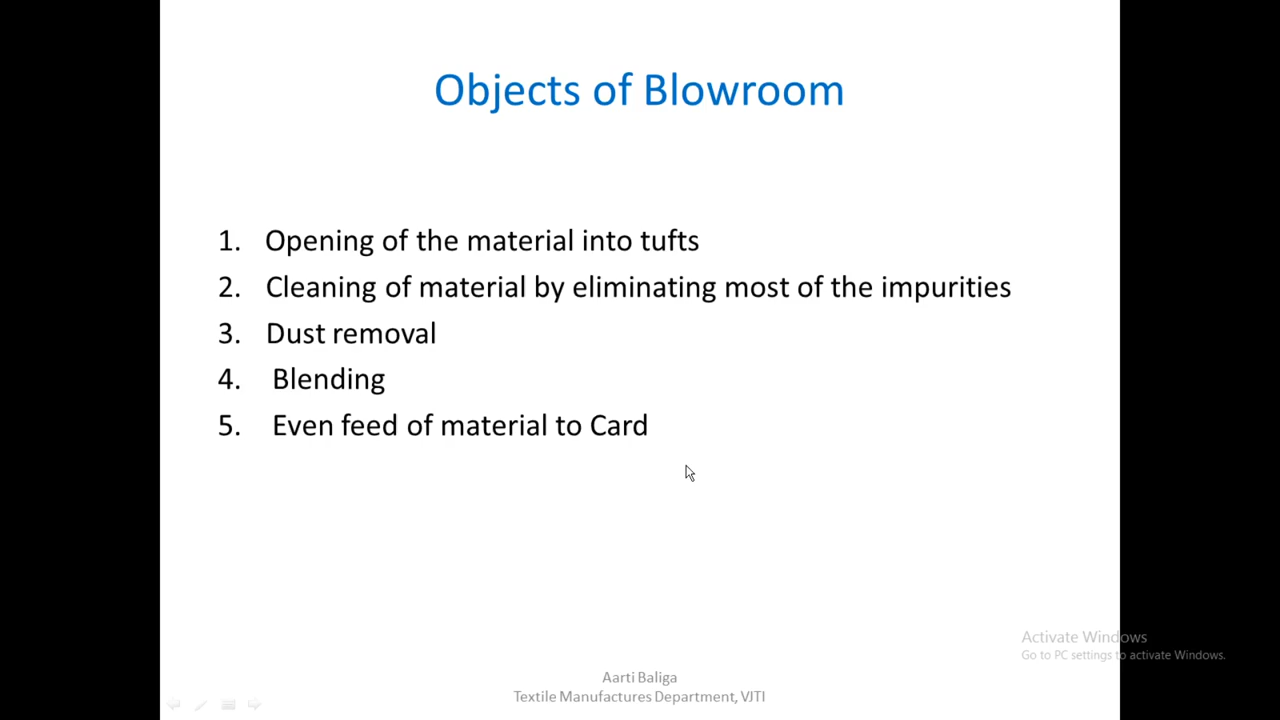 Objects of Blowroom
1. Opening of the material into tufts
2. Cleaning of material by eliminating most of the impurities
3. Dust removal
4. Blending
5. Even feed of material to Card
Activate Windows
Go to PC settings to activate Windows.
Aarti Baliga
Textile Manufactures Department, VJTI